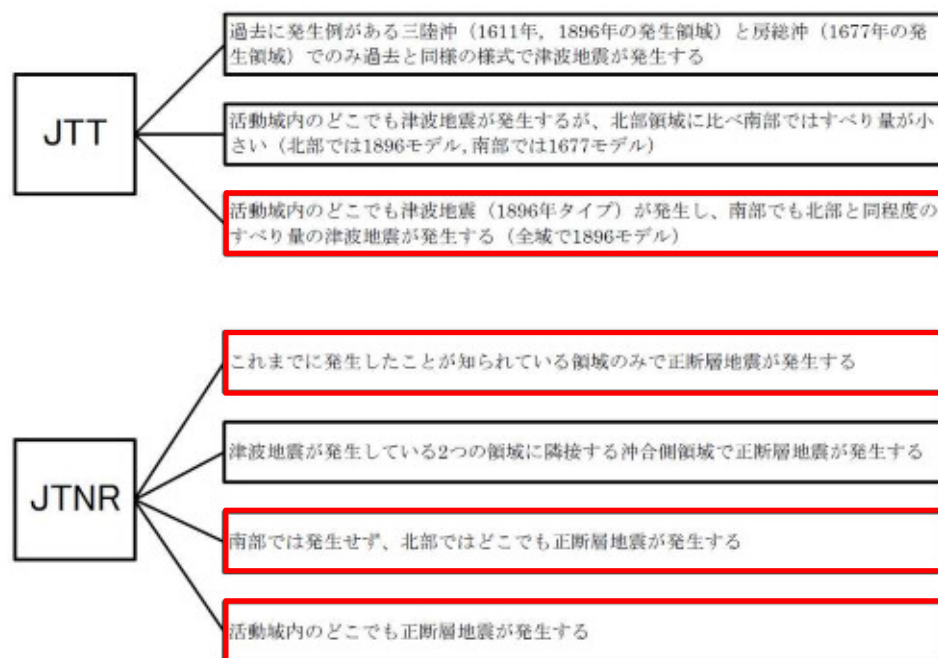 過去に発生例がある三陸沖（1611年，1896年の発生領域）と房総沖（1677年の発
生領域）でのみ過去と同様の様式で津波地震が発生する
JTT
活動域内のどこでも津波地震が発生するが、北部領域に比べ南部ではすべり量が小
さい（北部では1896モデル,南部では1677モデル）
活動域内のどこでも津波地震（1896年タイプ）が発生し、南部でも北部と同程度の
すべり量の津波地震が発生する（全域で1896モデル）
これまでに発生したことが知られている領域のみで正断層地震が発生する
津波地震が発生している2つの領域に隣接する沖合側領域で正断層地震が発生する
JTNR
南部では発生せず、北部ではどこでも正断層地震が発生する
活動域内のどこでも正断層地震が発生する